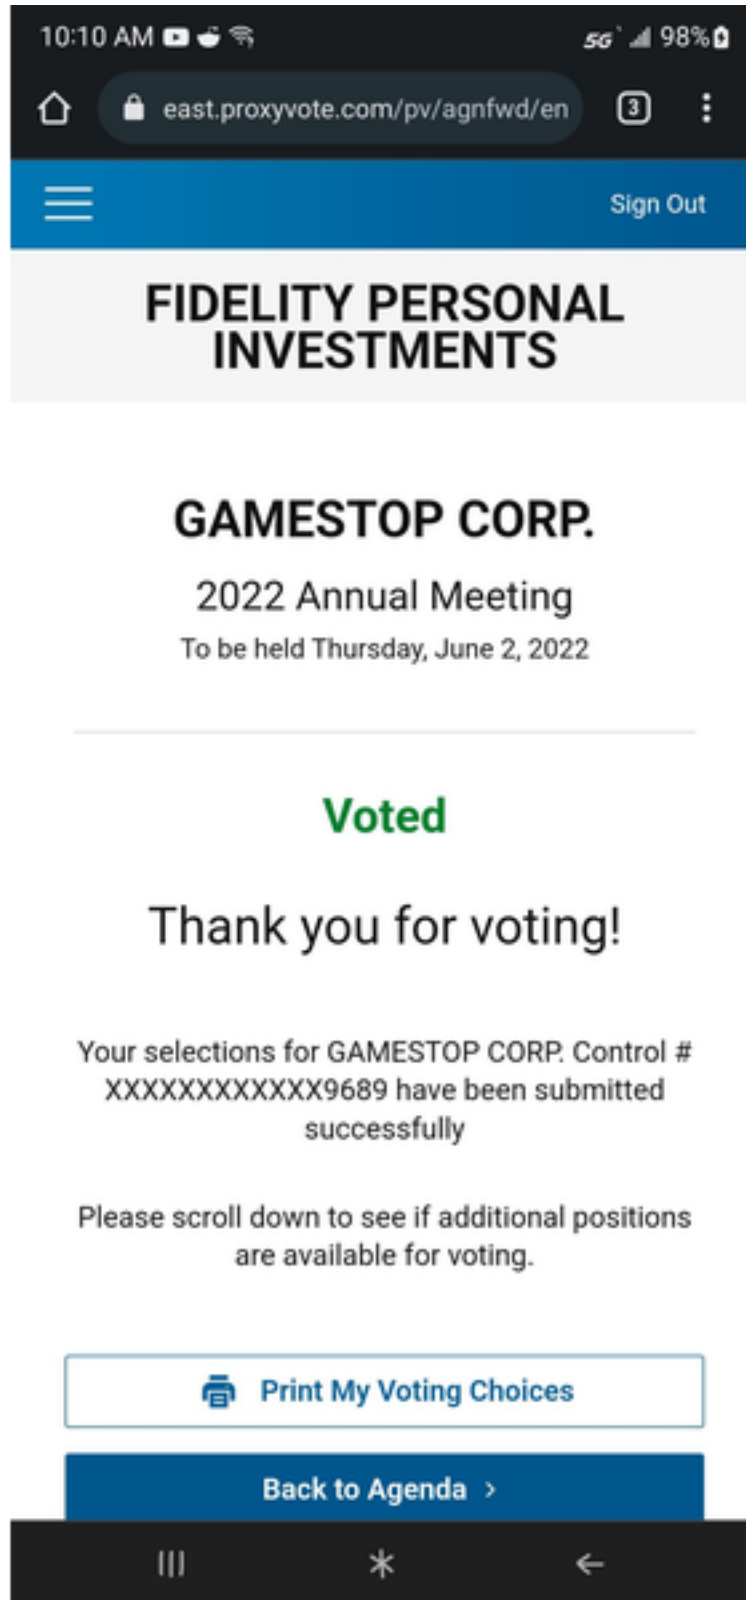 10:10 AM 5G 98%
east.proxyvote.com/pv/agnfwd/en 3
Sign Out
FIDELITY PERSONAL
INVESTMENTS
GAMESTOP CORP.
2022 Annual Meeting
To be held Thursday, June 2, 2022
Voted
Thank you for voting!
Your selections for GAMESTOP CORP. Control #
XXXXXXXXXXXX9689 have been submitted
successfully
Please scroll down to see if additional positions
are available for voting.
Print My Voting Choices
Back to Agenda >